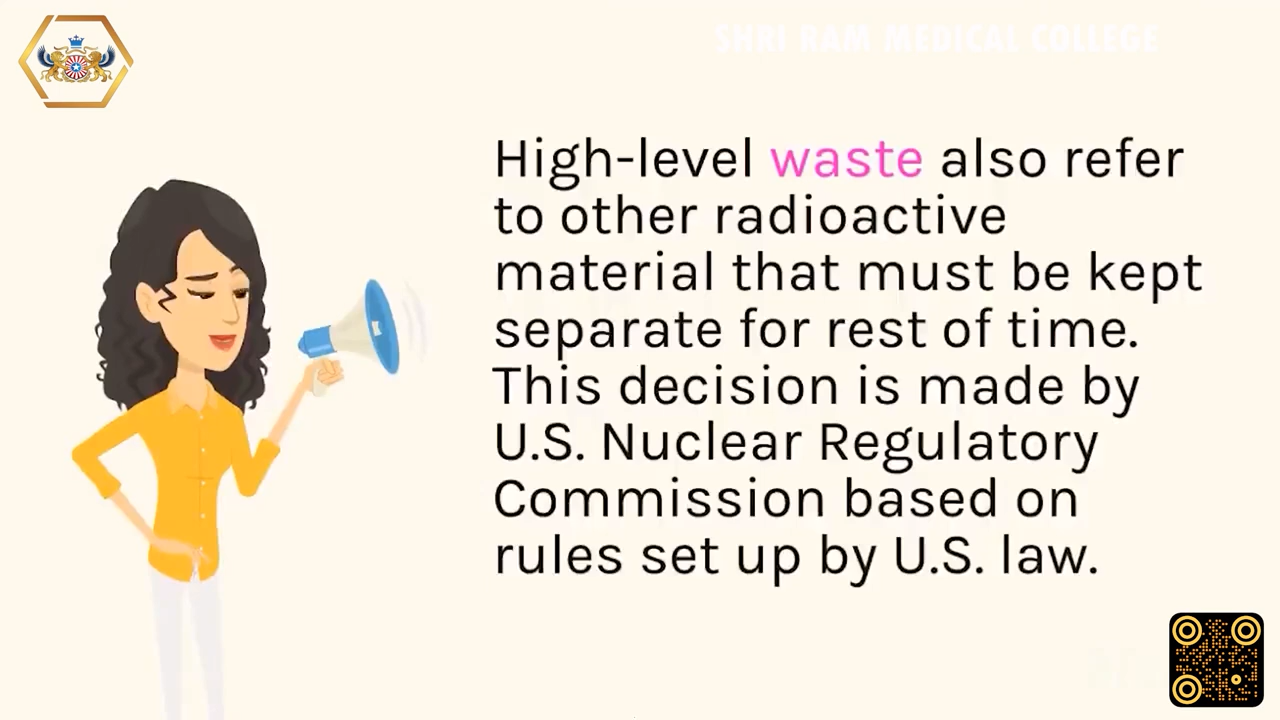 SHRI RAM MEDICAL COLLEGE
High-level waste also refer
to other radioactive
material that must be kept
separate for rest of time.
This decision is made by
U.S. Nuclear Regulatory
Commission based on
rules set up by U.S. law.